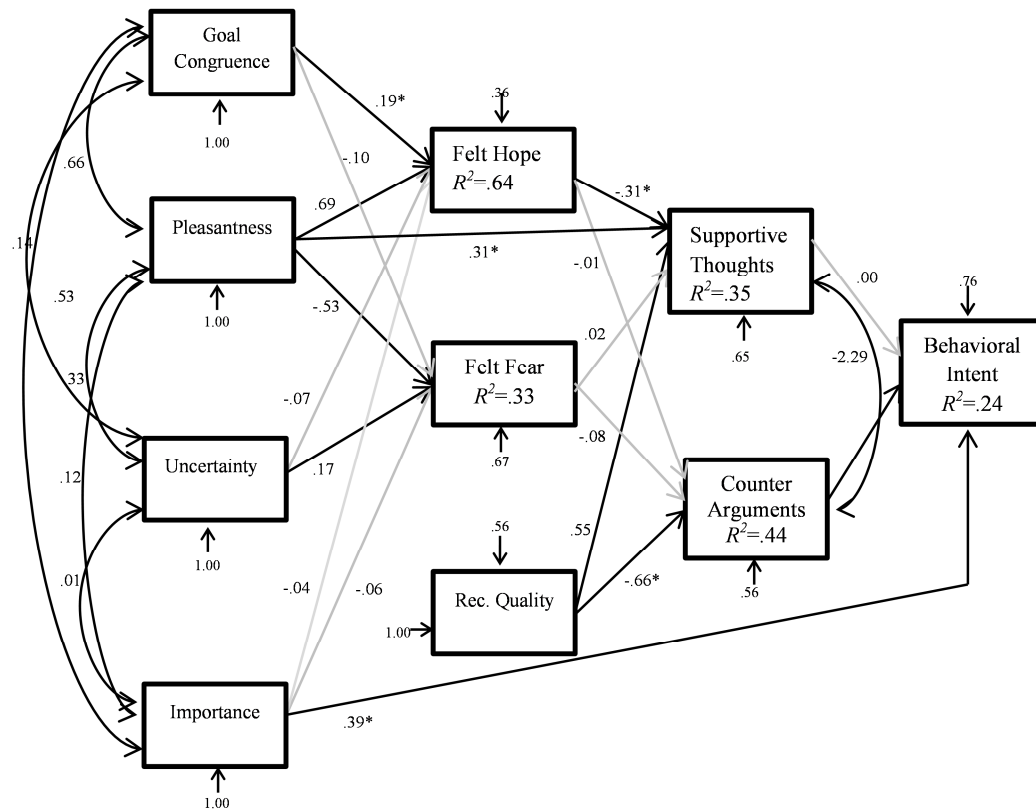 Goal
Congruence
1.00
.19*
-.10
.36
Felt Hope
R²=.64
.66
Pleasantness
1.00
.69
.31*
-.53
-.31*
-.01
Supportive
Thoughts
R²=.35
.65
.00
.76
Behavioral
Intent
R²=.24
-2.29
.14
.53
.33
.02
Felt Fear
R²=.33
.67
-.08
-.07
.17
Uncertainty
1.00
.12
.01
Counter
Arguments
R²=.44
.56
.56
.55
-.66*
Rec. Quality
1.00
-.04
-.06
Importance
1.00
.39*